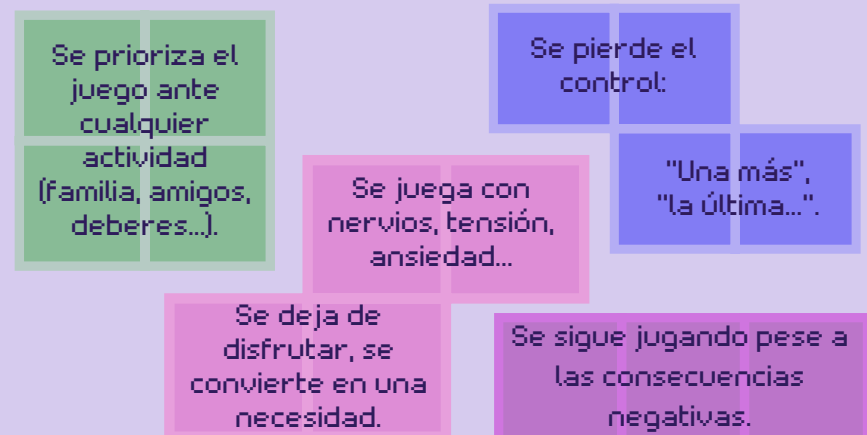 Se prioriza el
juego ante
cualquier
actividad
(familia, amigos,
deberes...).
Se pierde el
control:
"Una más",
"la última...".
Se juega con
nervios, tensión,
ansiedad...
Se deja de
disfrutar, se
convierte en una
necesidad.
Se sigue jugando pese a
las consecuencias
negativas.